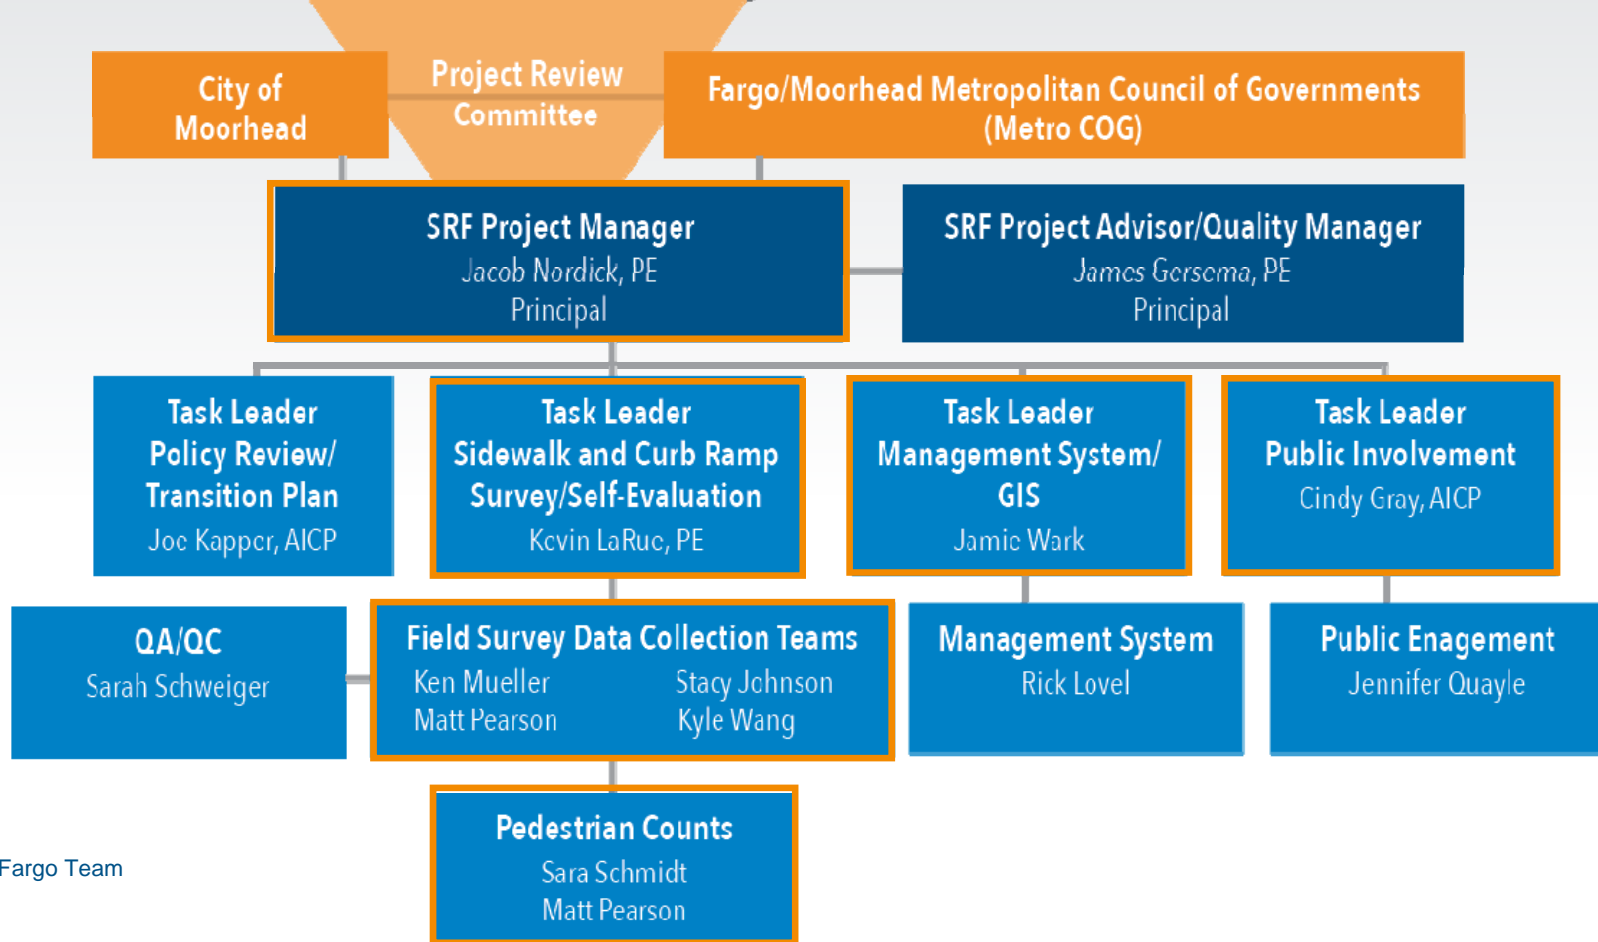 City of
Moorhead
Project Review
Committee
Fargo/Moorhead Metropolitan Council of Governments
(Metro COG)
SRF Project Manager
Jacob Nordick, PE
Principal
SRF Project Advisor/Quality Manager
James Gersema, PE
Principal
Task Leader
Policy Review/
Transition Plan
Joe Kapper, AICP
Task Leader
Sidewalk and Curb Ramp
Survey/Self-Evaluation
Kevin LaRue, PE
Task Leader
Management System/
GIS
Jamie Wark
Task Leader
Public Involvement
Cindy Gray, AICP
QA/QC
Sarah Schweiger
Field Survey Data Collection Teams
Ken Mueller Stacy Johnson
Matt Pearson Kyle Wang
Management System
Rick Lovel
Public Enagement
Jennifer Quayle
Pedestrian Counts
Sara Schmidt
Matt Pearson
Fargo Team